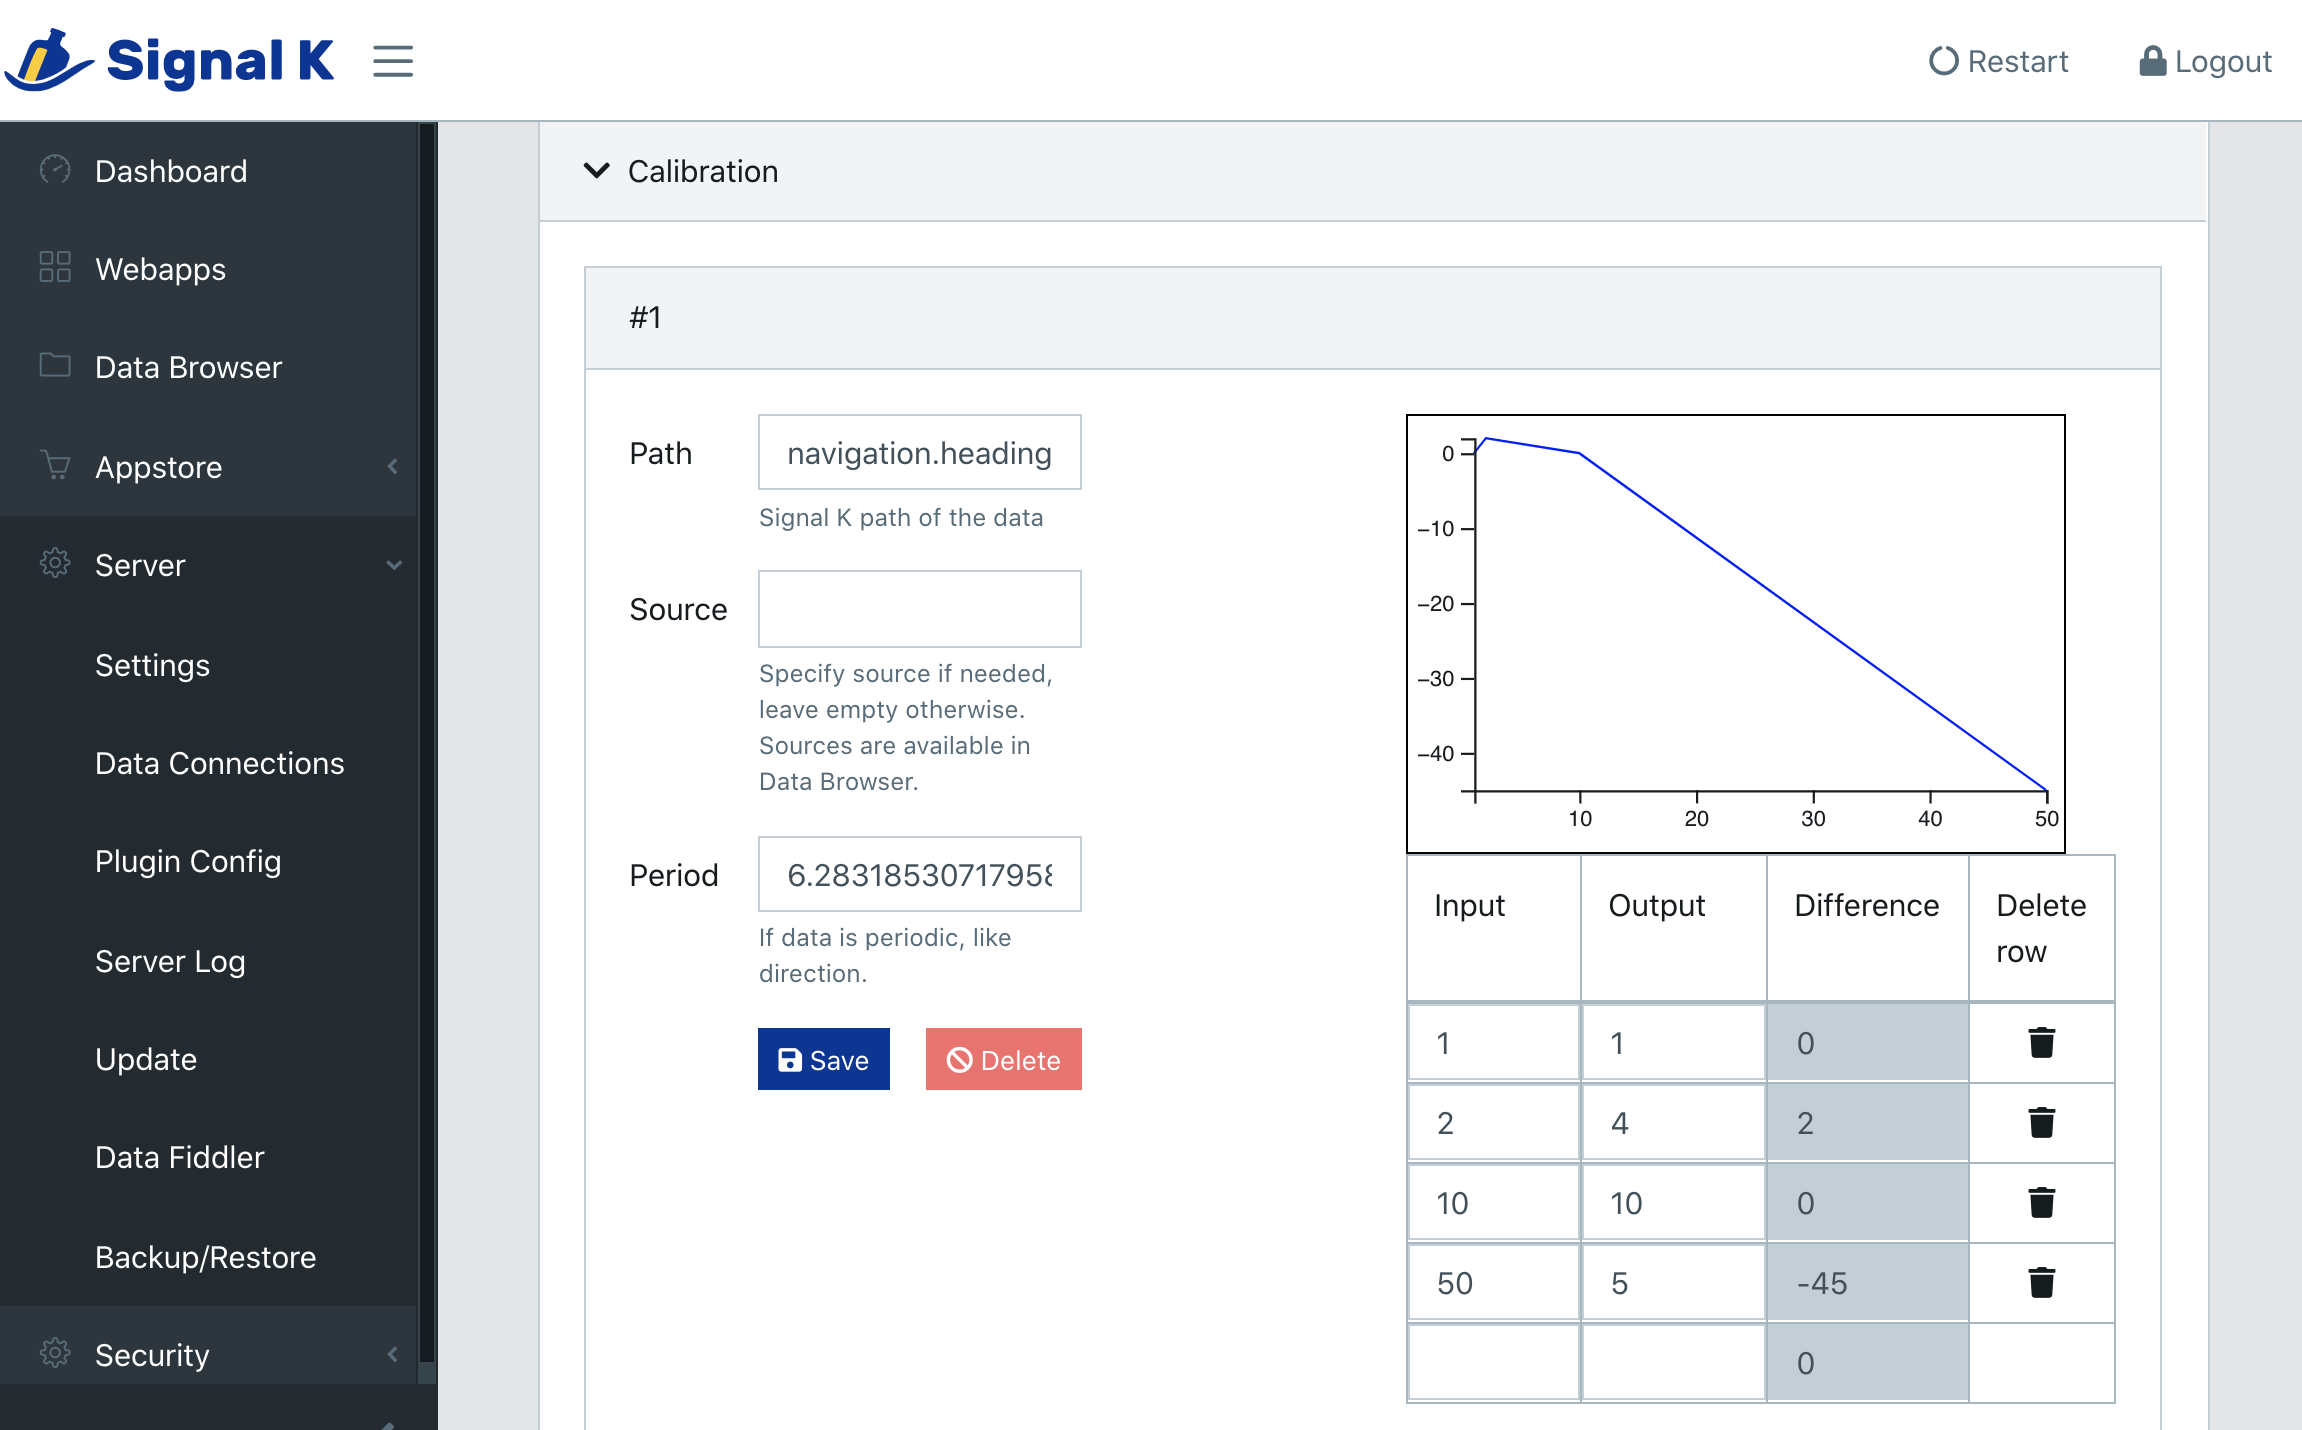 Signal K
Restart
Logout
Dashboard
Webapps
Data Browser
Appstore
Server
Settings
Data Connections
Plugin Config
Server Log
Update
Data Fiddler
Backup/Restore
Security
Calibration
#1
Path
navigation.heading
Signal K path of the data
Source
Specify source if needed,
leave empty otherwise.
Sources are available in
Data Browser.
Period
6.2831853071795
If data is periodic, like
direction.
Save
Delete
0
−10
−20
−30
−40
10 20 30 40 50
Input Output Difference Delete
row
1 1 0
2 4 2
10 10 0
50 5 -45
0